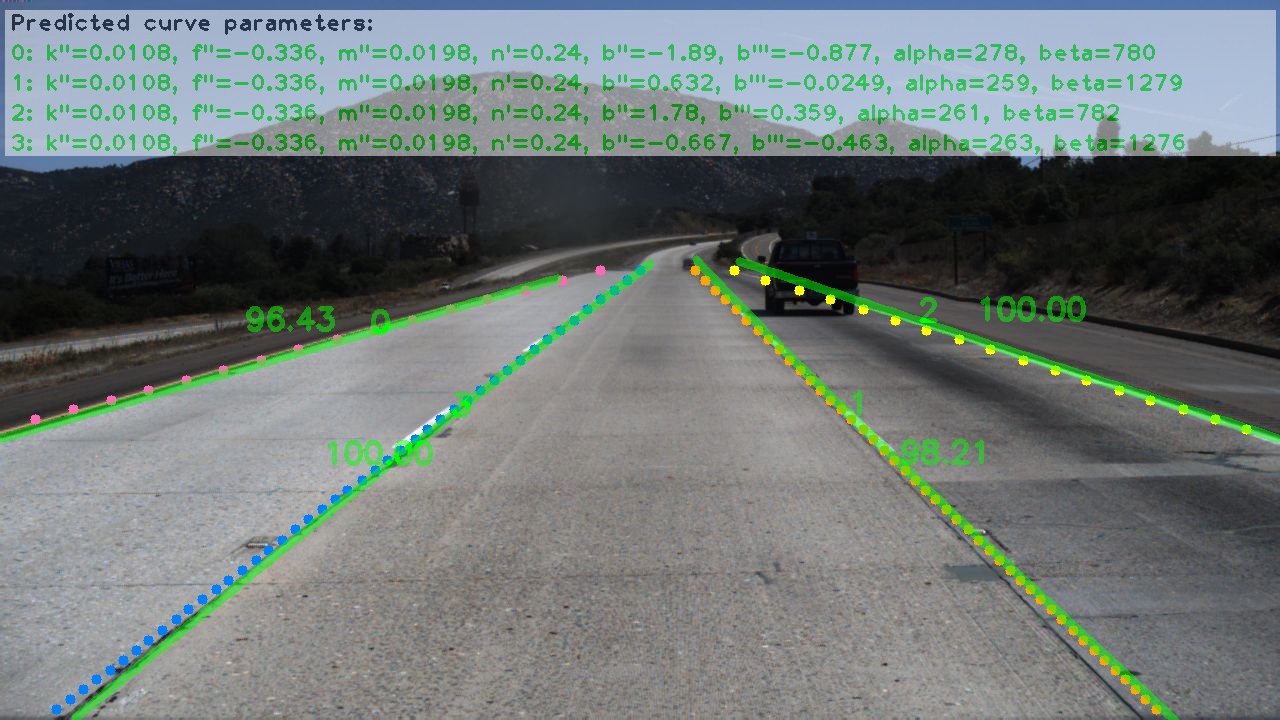 Predicted curve parameters:
0: k''=0.0108, f''=−0.336, m''=0.0198, n'=0.24, b''=−1.89, b'''=−0.877, alpha=278, beta=780
1: k''=0.0108, f''=−0.336, m''=0.0198, n'=0.24, b''=0.632, b'''=−0.0249, alpha=259, beta=1279
2: k''=0.0108, f''=−0.336, m''=0.0198, n'=0.24, b''=1.78, b'''=0.359, alpha=261, beta=782
3: k''=0.0108, f''=−0.336, m''=0.0198, n'=0.24, b''=−0.667, b'''=−0.463, alpha=263, beta=1276
96.43 0 2 100.00
3 1
100.00 98.21